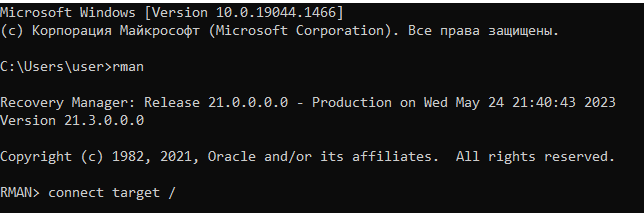 Microsoft Windows [Version 10.0.19044.1466]
(c) Корпорация Майкрософт (Microsoft Corporation). Все права защищены.
C:\Users\user>rman
Recovery Manager: Release 21.0.0.0.0 - Production on Wed May 24 21:40:43 2023
Version 21.3.0.0.0
Copyright (c) 1982, 2021, Oracle and/or its affiliates.  All rights reserved.
RMAN> connect target /